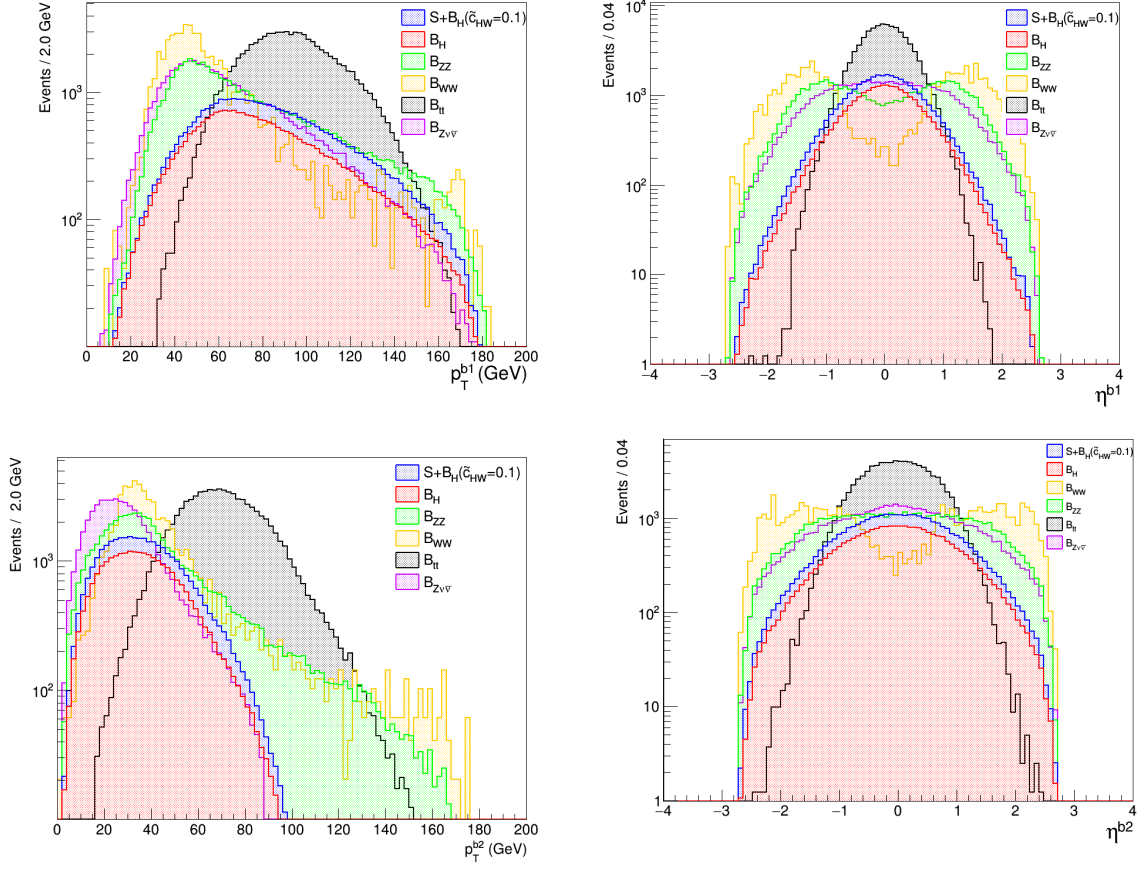 Events / 2.0 GeV
10³
10²
0 20 40 60 80 100 120 140 160 180 200
p_T^b1 (GeV)
S+B_H(c̃_HW=0.1)
B_H
B_ZZ
B_WW
B_tt
B_Zνν̅
Events / 0.04
10⁴
10³
10²
10
1
−4 −3 −2 −1 0 1 2 3 4
η^b1
S+B_H(c̃_HW=0.1)
B_H
B_ZZ
B_WW
B_tt
B_Zνν̅
Events / 2.0 GeV
10³
10²
0 20 40 60 80 100 120 140 160 180 200
p_T^b2 (GeV)
S+B_H(c̃_HW=0.1)
B_H
B_ZZ
B_WW
B_tt
B_Zνν̅
Events / 0.04
10³
10²
10
1
−4 −3 −2 −1 0 1 2 3 4
η^b2
S+B_H(c̃_HW=0.1)
B_H
B_WW
B_ZZ
B_tt
B_Zνν̅